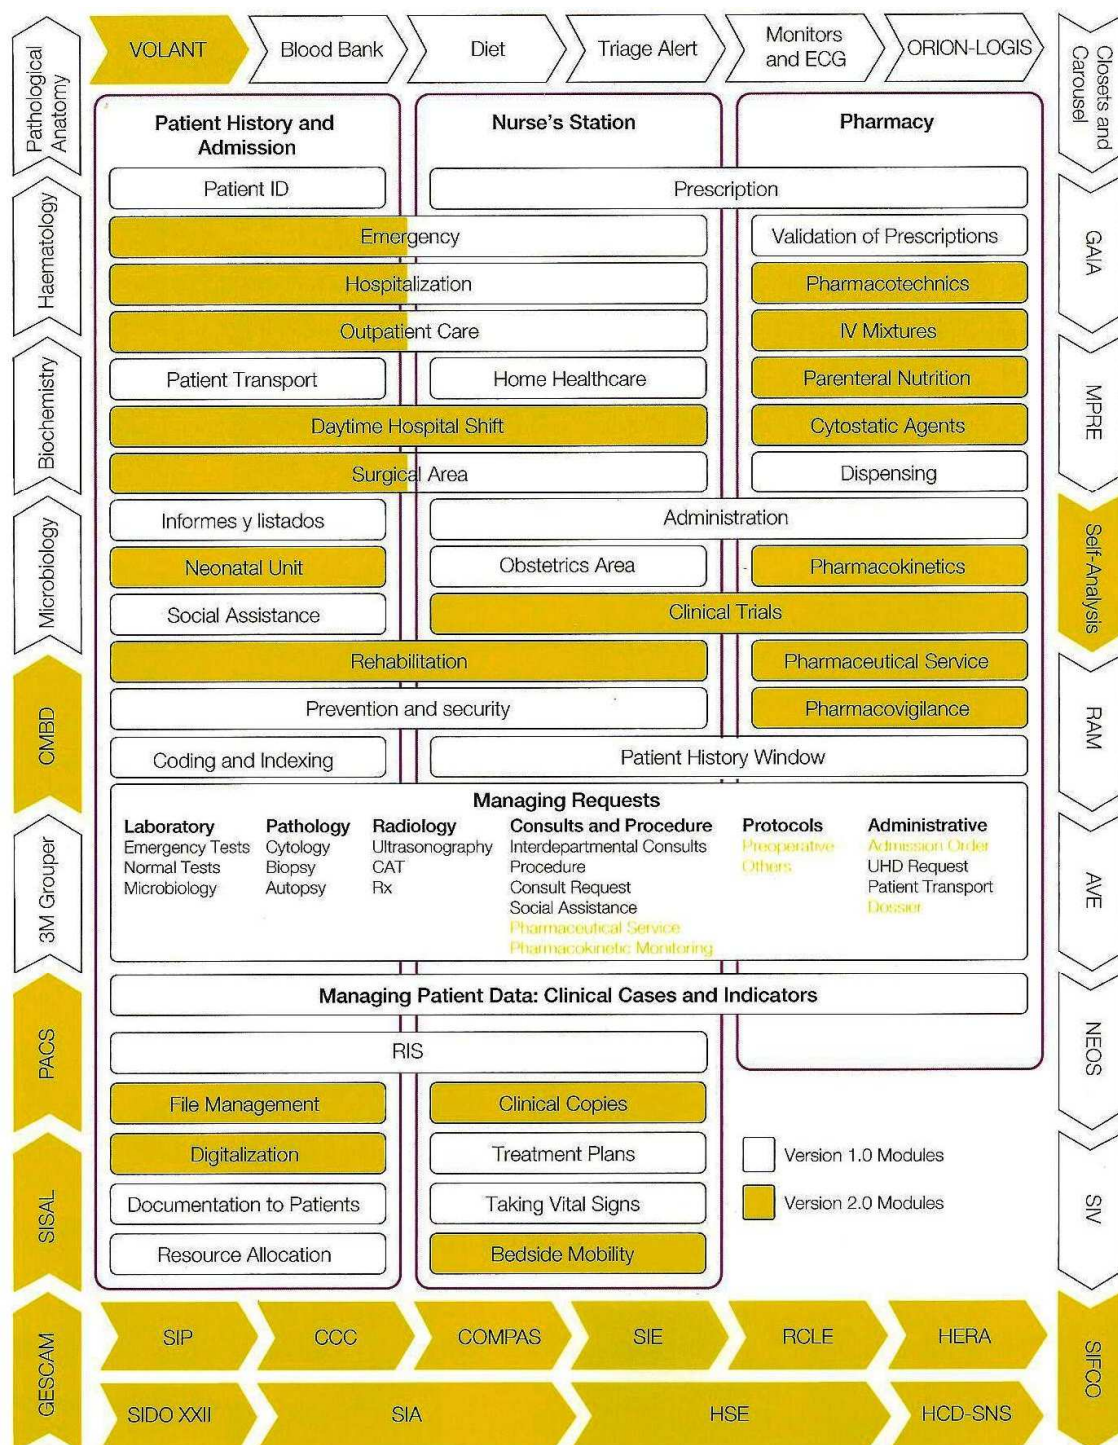 VOLANT
Blood Bank
Diet
Triage Alert
Monitors
and ECG
ORION-LOGIS
Pathological
Anatomy
Haematology
Biochemistry
Microbiology
CMBD
3M Grouper
PACS
SISAL
GESCAM
Patient History and
Admission
Nurse's Station
Pharmacy
Patient ID
Prescription
Emergency
Validation of Prescriptions
Hospitalization
Pharmacotechnics
Outpatient Care
IV Mixtures
Patient Transport
Home Healthcare
Parenteral Nutrition
Daytime Hospital Shift
Cytostatic Agents
Surgical Area
Dispensing
Informes y listados
Administration
Neonatal Unit
Obstetrics Area
Pharmacokinetics
Social Assistance
Clinical Trials
Rehabilitation
Pharmaceutical Service
Prevention and security
Pharmacovigilance
Coding and Indexing
Patient History Window
Managing Requests
Laboratory
Emergency Tests
Normal Tests
Microbiology
Pathology
Cytology
Biopsy
Autopsy
Radiology
Ultrasonography
CAT
Rx
Consults and Procedure
Interdepartmental Consults
Procedure
Consult Request
Social Assistance
Pharmaceutical Service
Pharmacokinetic Monitoring
Protocols
Preoperative
Others
Administrative
Admission Order
UHD Request
Patient Transport
Dossier
Managing Patient Data: Clinical Cases and Indicators
RIS
File Management
Clinical Copies
Digitalization
Treatment Plans
Documentation to Patients
Taking Vital Signs
Resource Allocation
Bedside Mobility
Version 1.0 Modules
Version 2.0 Modules
Closets and
Carousel
GAIA
MPRE
Self-Analysis
RAM
AVE
NEOS
SIV
SIFCO
SIP
CCC
COMPAS
SIE
RCLE
HERA
SIDO XXII
SIA
HSE
HCD-SNS